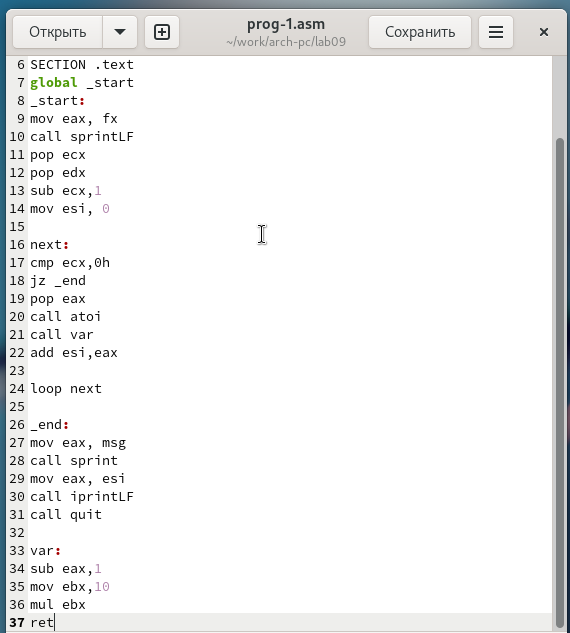 Открыть
prog-1.asm
~/work/arch-pc/lab09
Сохранить
6 SECTION .text
7 global _start
8 _start:
9 mov eax, fx
10 call sprintLF
11 pop ecx
12 pop edx
13 sub ecx,1
14 mov esi, 0
15
16 next:
17 cmp ecx,0h
18 jz _end
19 pop eax
20 call atoi
21 call var
22 add esi,eax
23
24 loop next
25
26 _end:
27 mov eax, msg
28 call sprint
29 mov eax, esi
30 call iprintLF
31 call quit
32
33 var:
34 sub eax,1
35 mov ebx,10
36 mul ebx
37 ret